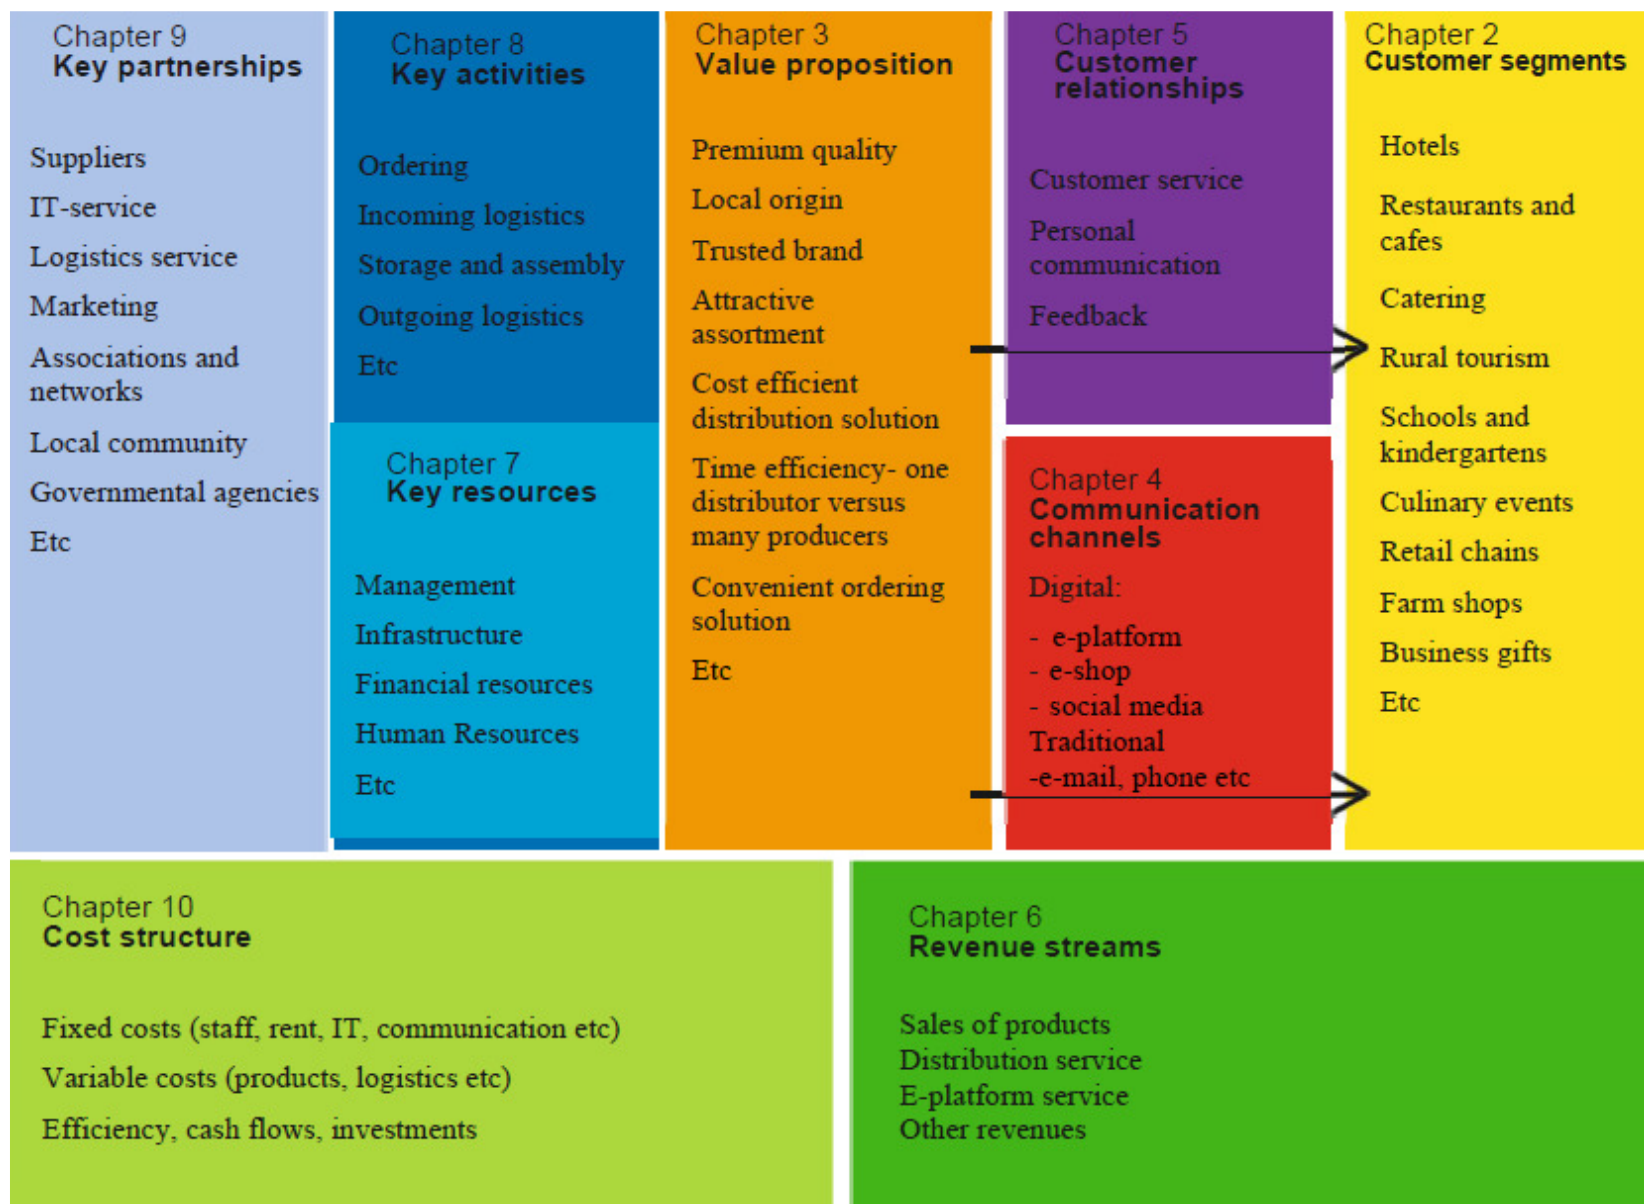 Chapter 9
Key partnerships
Suppliers
IT-service
Logistics service
Marketing
Associations and
networks
Local community
Governmental agencies
Etc
Chapter 8
Key activities
Ordering
Incoming logistics
Storage and assembly
Outgoing logistics
Etc
Chapter 7
Key resources
Management
Infrastructure
Financial resources
Human Resources
Etc
Chapter 3
Value proposition
Premium quality
Local origin
Trusted brand
Attractive
assortment
Cost efficient
distribution solution
Time efficiency- one
distributor versus
many producers
Convenient ordering
solution
Etc
Chapter 5
Customer
relationships
Customer service
Personal
communication
Feedback
Chapter 4
Communication
channels
Digital:
- e-platform
- e-shop
- social media
Traditional
-e-mail, phone etc
Chapter 2
Customer segments
Hotels
Restaurants and
cafes
Catering
Rural tourism
Schools and
kindergartens
Culinary events
Retail chains
Farm shops
Business gifts
Etc
Chapter 10
Cost structure
Fixed costs (staff, rent, IT, communication etc)
Variable costs (products, logistics etc)
Efficiency, cash flows, investments
Chapter 6
Revenue streams
Sales of products
Distribution service
E-platform service
Other revenues